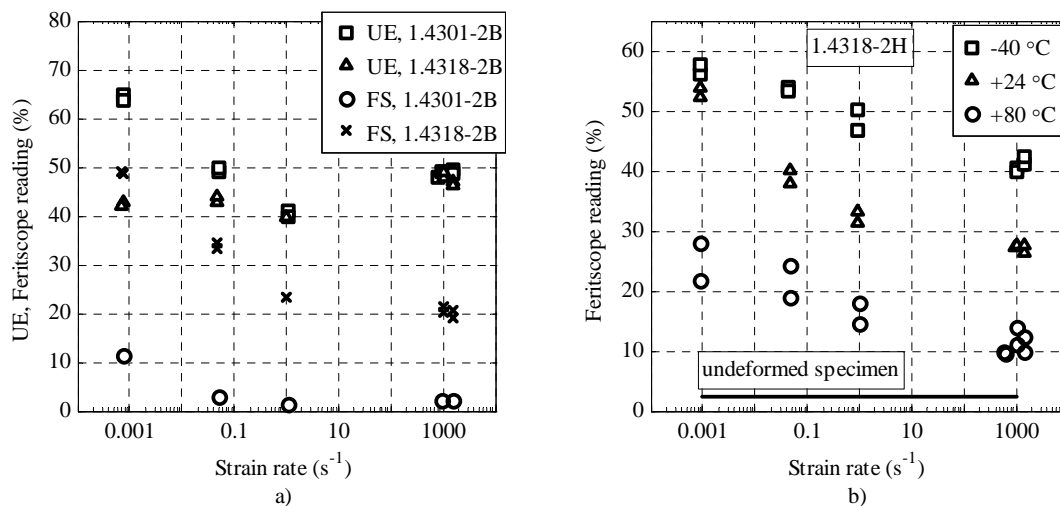 UE, Feritscope reading (%)
80
70
60
50
40
30
20
10
0
UE, 1.4301-2B
UE, 1.4318-2B
FS, 1.4301-2B
FS, 1.4318-2B
0.001
0.1
10
1000
Strain rate (s⁻¹)
a)
Feritscope reading (%)
60
50
40
30
20
10
0
1.4318-2H
-40 °C
+24 °C
+80 °C
undeformed specimen
0.001
0.1
10
1000
Strain rate (s⁻¹)
b)